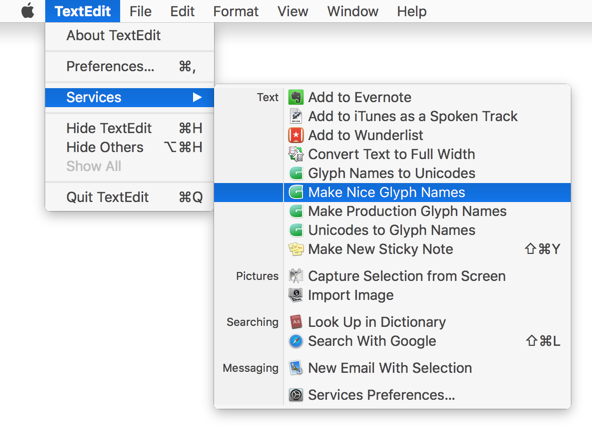 TextEdit File Edit Format View Window Help
About TextEdit
Preferences... ⌘,
Services ▶
Text Add to Evernote
Add to iTunes as a Spoken Track
Hide TextEdit ⌘H
Add to Wunderlist
Hide Others ⌥⌘H
Convert Text to Full Width
Show All
Glyph Names to Unicodes
Quit TextEdit ⌘Q
Make Nice Glyph Names
Make Production Glyph Names
Unicodes to Glyph Names
Make New Sticky Note ⇧⌘Y
Pictures Capture Selection from Screen
Import Image
Searching Look Up in Dictionary
Search With Google ⇧⌘L
Messaging New Email With Selection
Services Preferences...